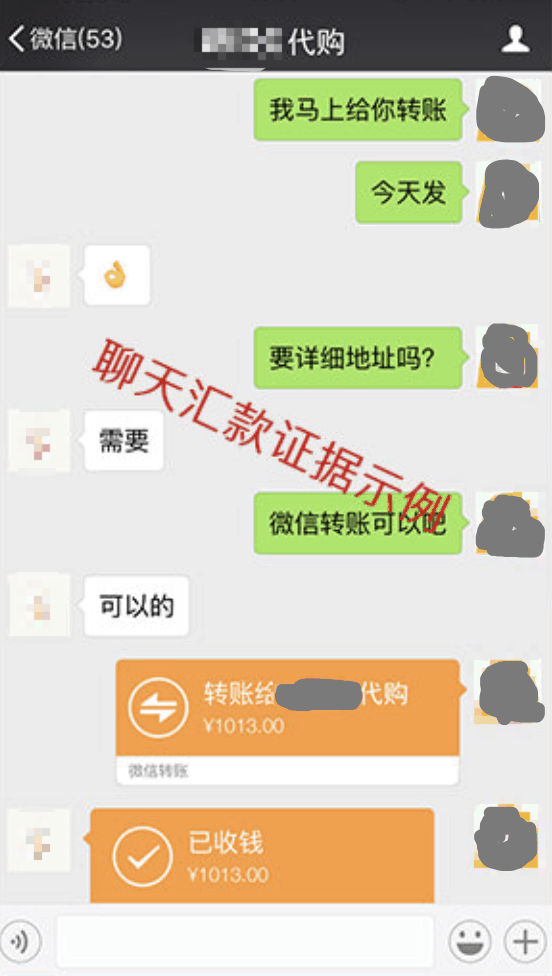 微信(53)
代购
我马上给你转账
今天发
要详细地址吗?
聊天汇款证据示例
需要
微信转账可以吧
可以的
转账给 代购
¥1013.00
微信转账
已收钱
¥1013.00